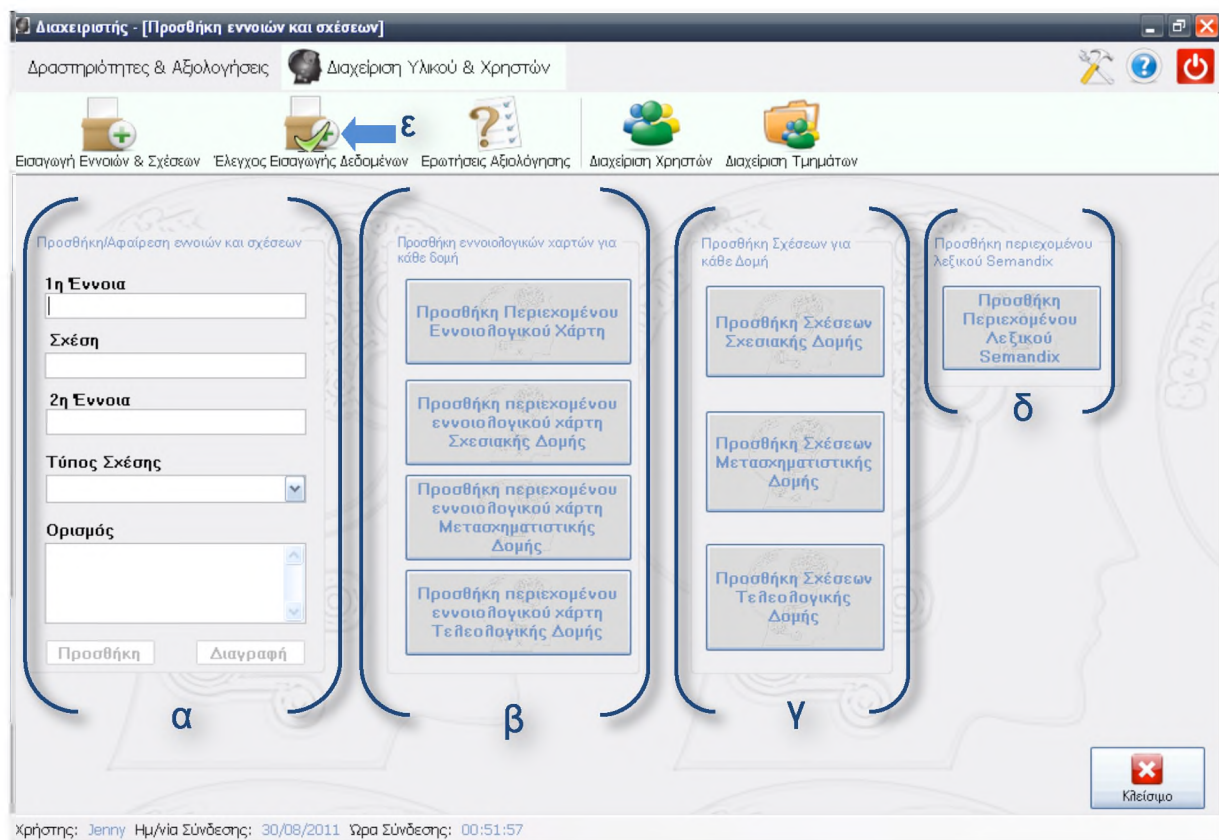 Διαχειριστής - [Προσθήκη εννοιών και σχέσεων]
Δραστηριότητες & Αξιολογήσεις
Διαχείριση Υλικού & Χρηστών
ε
Εισαγωγή Εννοιών & Σχέσεων
Έλεγχος Εισαγωγής Δεδομένων
Ερωτήσεις Αξιολόγησης
Διαχείριση Χρηστών
Διαχείριση Τμημάτων
Προσθήκη/Αφαίρεση εννοιών και σχέσεων
1η Έννοια
Σχέση
2η Έννοια
Τύπος Σχέσης
Ορισμός
Προσθήκη
Διαγραφή
α
Προσθήκη εννοιολογικών χαρτών για
κάθε δομή
Προσθήκη Περιεχομένου
Εννοιολογικού Χάρτη
Προσθήκη περιεχομένου
εννοιολογικού χάρτη
Σχεσιακής Δομής
Προσθήκη περιεχομένου
εννοιολογικού χάρτη
Μετασχηματιστικής
Δομής
Προσθήκη περιεχομένου
εννοιολογικού χάρτη
Τελεολογικής Δομής
β
Προσθήκη Σχέσεων για
κάθε Δομή
Προσθήκη Σχέσεων
Σχεσιακής Δομής
Προσθήκη Σχέσεων
Μετασχηματιστικής
Δομής
Προσθήκη Σχέσεων
Τελεολογικής
Δομής
γ
Προσθήκη περιεχομένου
λεξικού Semandix
Προσθήκη
Περιεχομένου
Λεξικού
Semandix
δ
Κλείσιμο
Χρήστης: Jenny Ημ/νία Σύνδεσης: 30/08/2011 Ώρα Σύνδεσης: 00:51:57